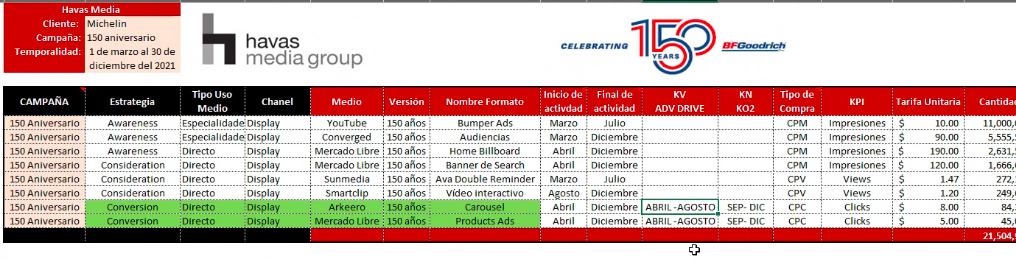 Havas Media
Cliente: Michelin
Campaña: 150 aniversario
Temporalidad: 1 de marzo al 30 de
diciembre del 2021
havas
media group
CELEBRATING 150 YEARS BFGoodrich
CAMPAÑA Estrategia Tipo Uso Medio Chanel Medio Versión Nombre Formato Inicio de actividad Final de actividad KV ADV DRIVE KN KO2 Tipo de Compra KPI Tarifa Unitaria Cantidad
150 Aniversario Awareness Especialidade Display YouTube 150 años Bumper Ads Marzo Julio CPM Impresiones $ 10.00 11,000,
150 Aniversario Awareness Especialidade Display Converged 150 años Audiencias Marzo Diciembre CPM Impresiones $ 90.00 5,555,
150 Aniversario Awareness Directo Display Mercado Libre 150 años Home Billboard Abril Diciembre CPM Impresiones $ 190.00 2,631,
150 Aniversario Consideration Directo Display Mercado Libre 150 años Banner de Search Abril Diciembre CPM Impresiones $ 120.00 1,666,
150 Aniversario Consideration Directo Display Sunmedia 150 años Ava Double Reminder Marzo Julio CPV Views $ 1.47 272,
150 Aniversario Consideration Directo Display Smartclip 150 años Vídeo interactivo Agosto Diciembre CPV Views $ 1.20 249,
150 Aniversario Conversion Directo Display Arkeero 150 años Carousel Abril Diciembre ABRIL -AGOSTO SEP- DIC CPC Clicks $ 8.00 84,
150 Aniversario Conversion Directo Display Mercado Libre 150 años Products Ads Abril Diciembre ABRIL -AGOSTO SEP- DIC CPC Clicks $ 5.00 45,
21,504,